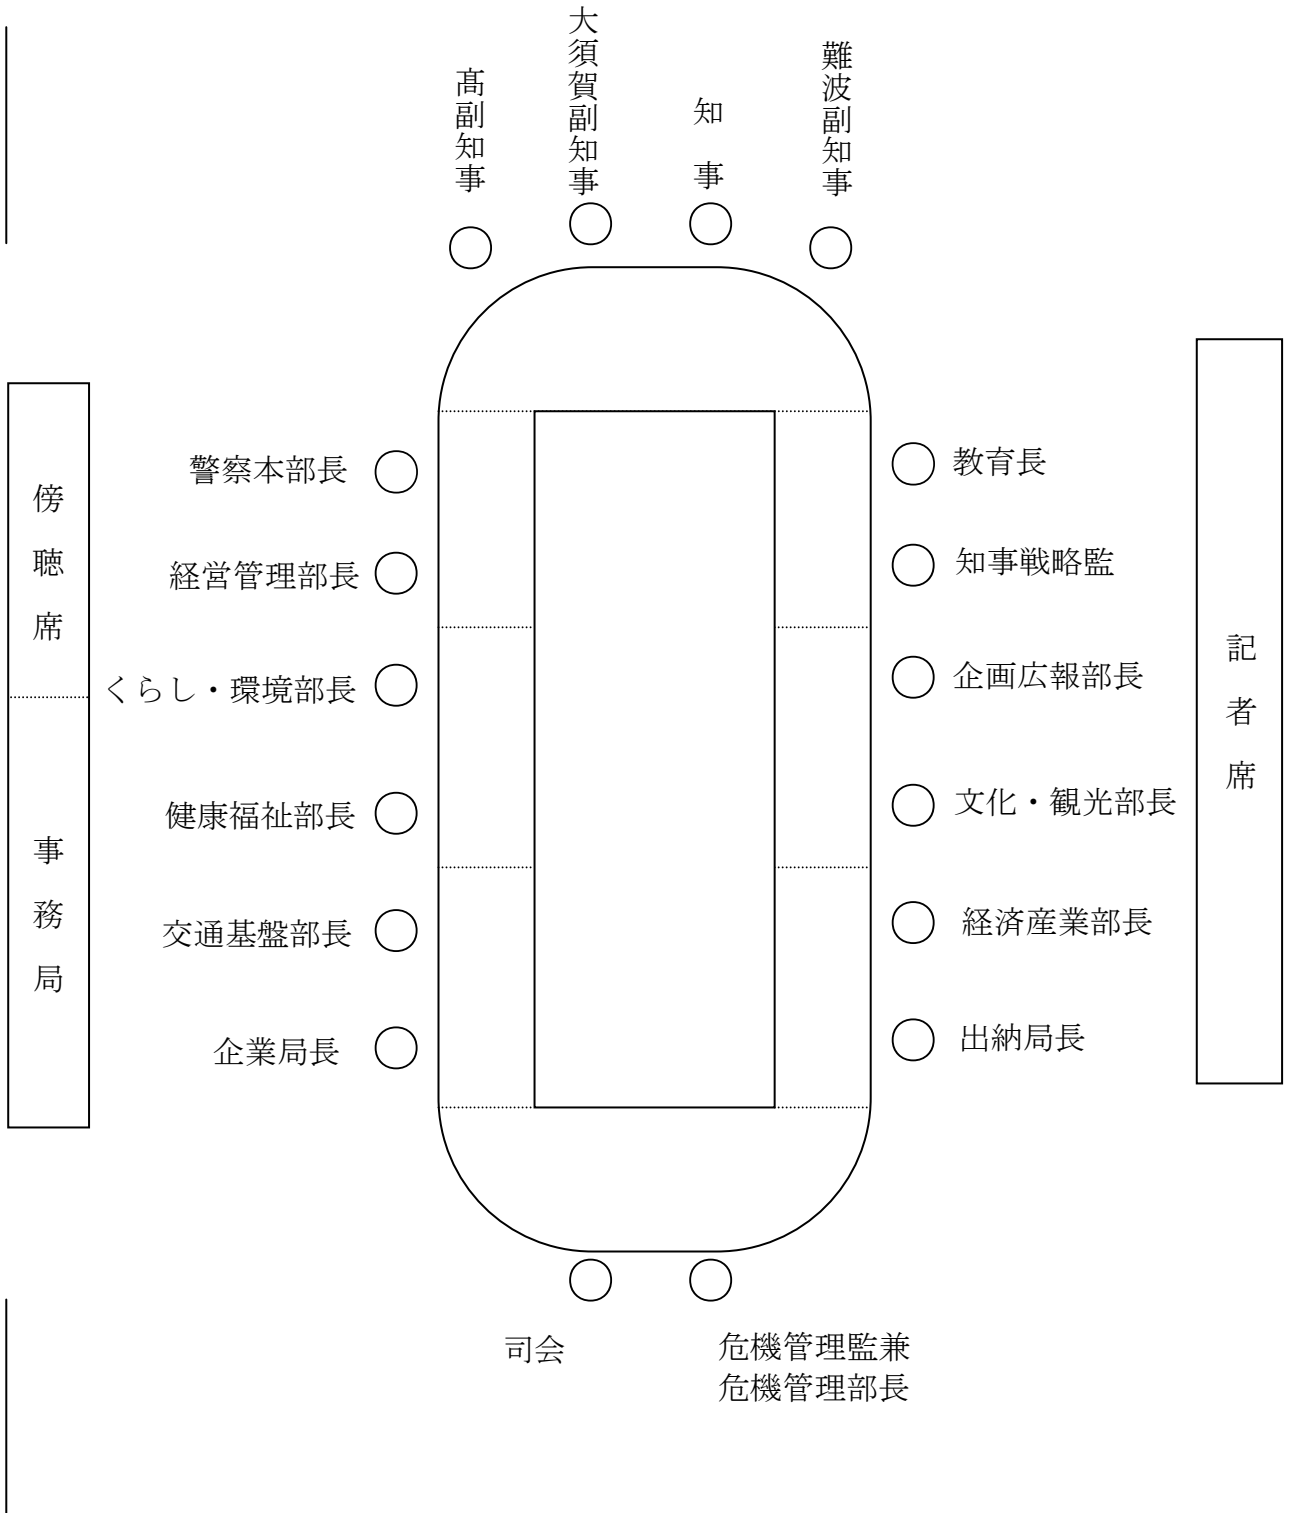 髙副知事
大須賀副知事
知事
難波副知事
傍聴席
事務局
警察本部長
経営管理部長
くらし・環境部長
健康福祉部長
交通基盤部長
企業局長
教育長
知事戦略監
企画広報部長
文化・観光部長
経済産業部長
出納局長
記者席
司会
危機管理監兼
危機管理部長